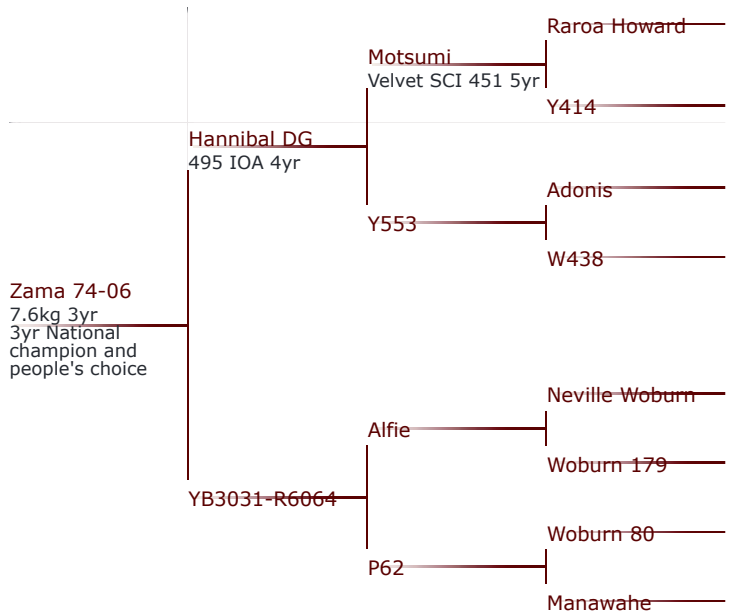 Raroa Howard
Motsumi
Velvet SCI 451 5yr
Y414
Hannibal DG
495 IOA 4yr
Adonis
Y553
W438
Zama 74-06
7.6kg 3yr
3yr National
champion and
people's choice
Neville Woburn
Alfie
Woburn 179
YB3031-R6064
Woburn 80
P62
Manawahe